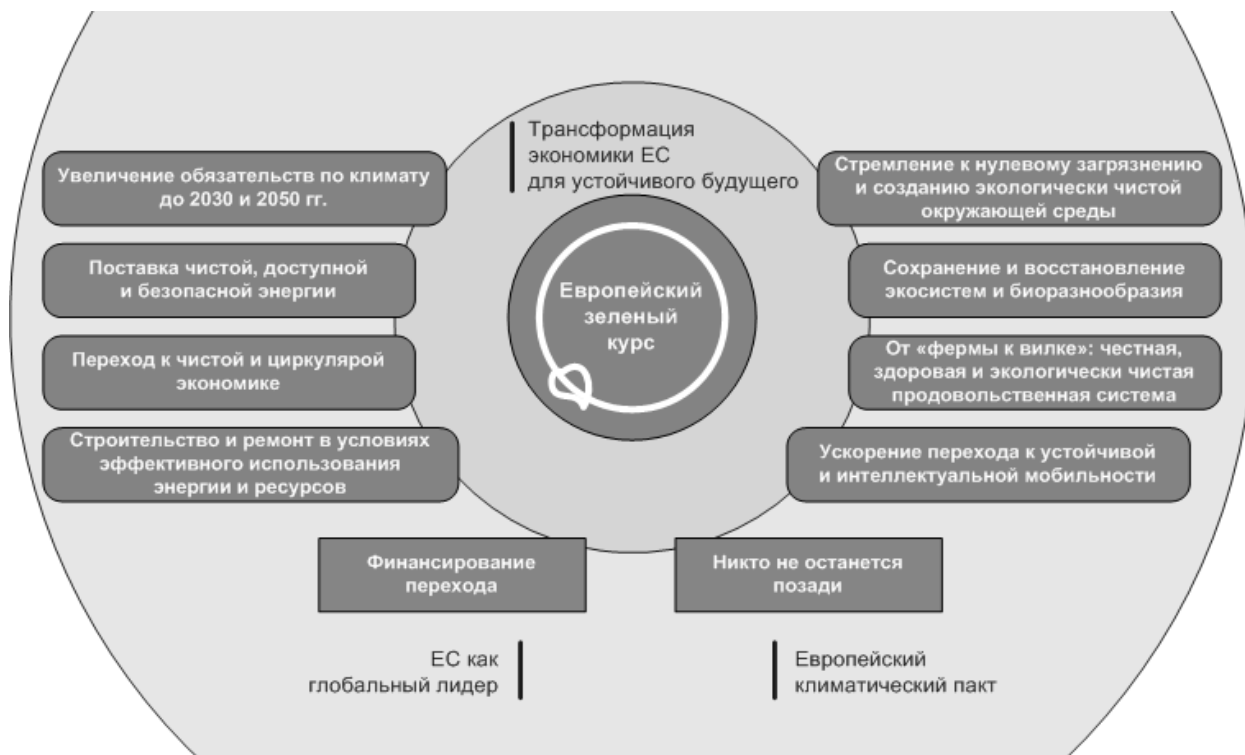 Трансформация
экономики ЕС
для устойчивого будущего
Увеличение обязательств по климату
до 2030 и 2050 гг.
Поставка чистой, доступной
и безопасной энергии
Переход к чистой и циркулярой
экономике
Строительство и ремонт в условиях
эффективного использования
энергии и ресурсов
Европейский
зеленый
курс
Стремление к нулевому загрязнению
и созданию экологически чистой
окружающей среды
Сохранение и восстановление
экосистем и биоразнообразия
От «фермы к вилке»: честная,
здоровая и экологически чистая
продовольственная система
Ускорение перехода к устойчивой
и интеллектуальной мобильности
Финансирование
перехода
Никто не останется
позади
ЕС как
глобальный лидер
Европейский
климатический пакт